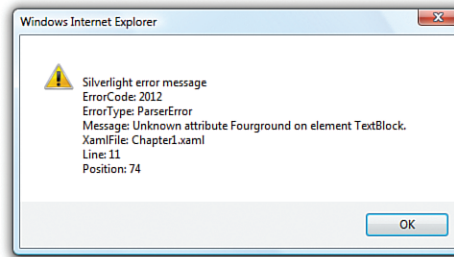 Windows Internet Explorer
Silverlight error message
ErrorCode: 2012
ErrorType: ParserError
Message: Unknown attribute Fourground on element TextBlock.
XamlFile: Chapter1.xaml
Line: 11
Position: 74
OK